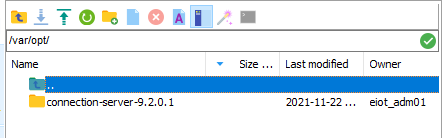 /var/opt/
Name Size ... Last modified Owner
..
connection-server-9.2.0.1 2021-11-22 ... eiot_adm01